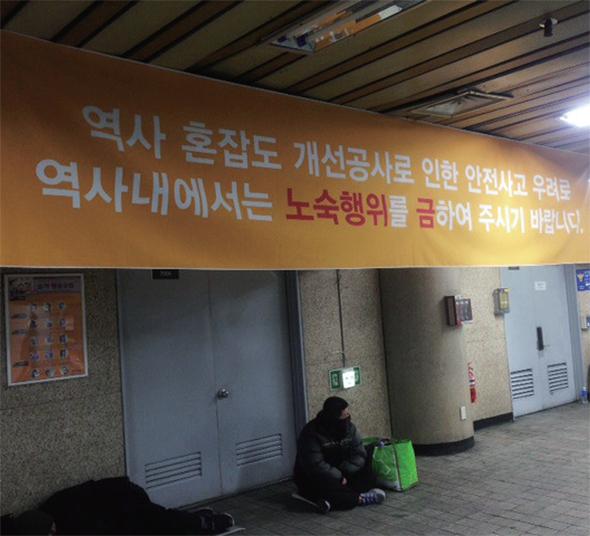 역사 혼잡도 개선공사로 인한 안전사고 우려로
역사내에서는 노숙행위를 금하여 주시기 바랍니다.